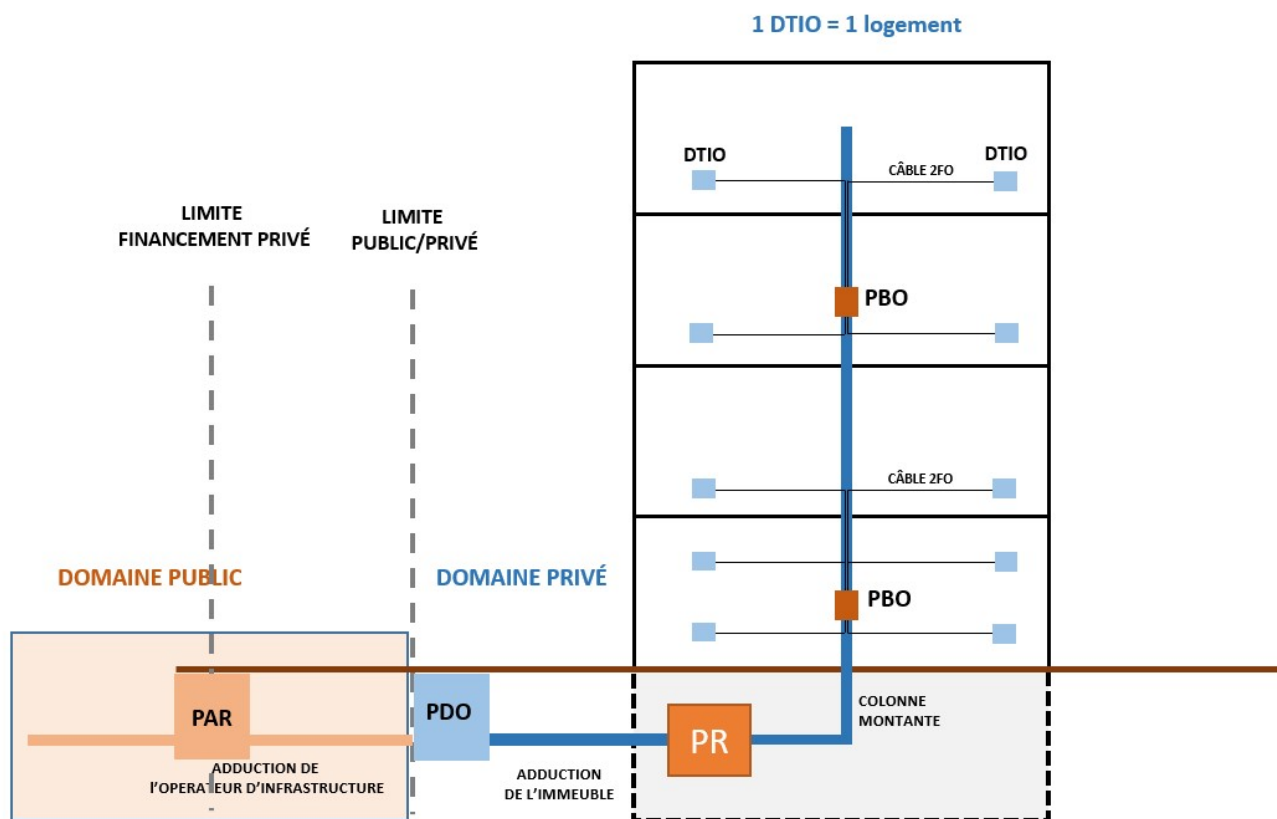 1 DTIO = 1 logement
DTIO
DTIO
CÂBLE 2FO
LIMITE
FINANCEMENT PRIVÉ
LIMITE
PUBLIC/PRIVÉ
PBO
CÂBLE 2FO
DOMAINE PUBLIC
DOMAINE PRIVÉ
PBO
PAR
PDO
PR
COLONNE
MONTANTE
ADDUCTION DE
l'OPERATEUR D'INFRASTRUCTURE
ADDUCTION
DE L'IMMEUBLE